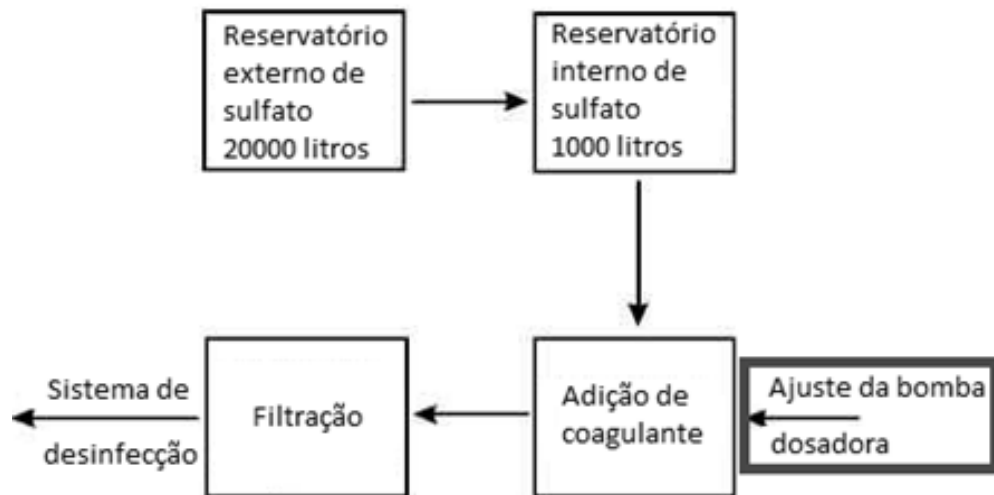 Reservatório
externo de
sulfato
20000 litros
Reservatório
interno de
sulfato
1000 litros
Sistema de
desinfecção
Filtração
Adição de
coagulante
Ajuste da bomba
dosadora